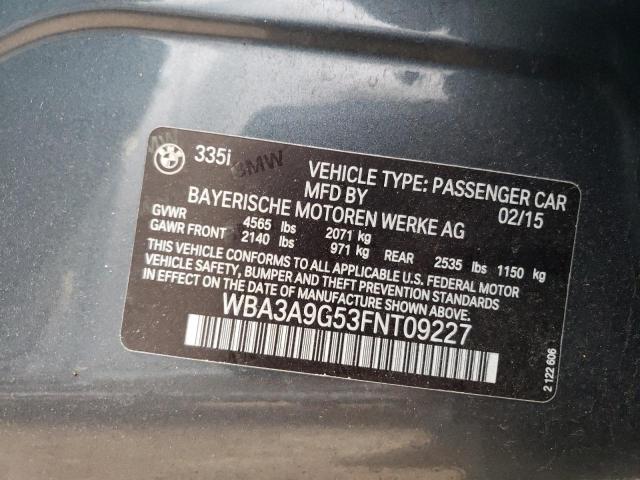 335i
BMW
VEHICLE TYPE: PASSENGER CAR
MFD BY 02/15
BAYERISCHE MOTOREN WERKE AG
GVWR 4565 lbs 2071 kg
GAWR FRONT 2140 lbs 971 kg REAR 2535 lbs 1150 kg
THIS VEHICLE CONFORMS TO ALL APPLICABLE U.S. FEDERAL MOTOR
VEHICLE SAFETY, BUMPER AND THEFT PREVENTION STANDARDS
IN EFFECT ON THE DATE OF MANUFACTURE SHOWN ABOVE.
WBA3A9G53FNT09227
2 122 606